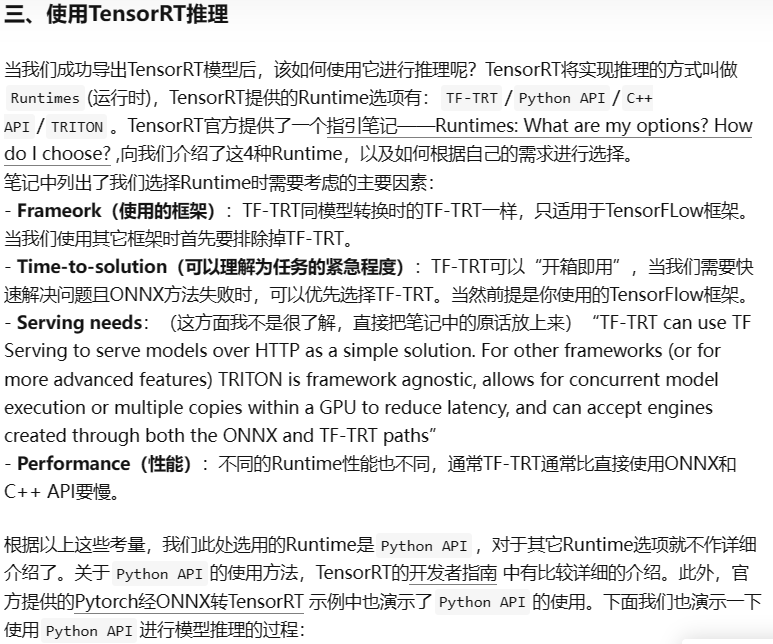 三、使用TensorRT推理
当我们成功导出TensorRT模型后，该如何使用它进行推理呢？TensorRT将实现推理的方式叫做
Runtimes (运行时)，TensorRT提供的Runtime选项有： TF-TRT / Python API / C++
API / TRITON 。TensorRT官方提供了一个指引笔记——Runtimes: What are my options? How
do I choose? ,向我们介绍了这4种Runtime，以及如何根据自己的需求进行选择。
笔记中列出了我们选择Runtime时需要考虑的主要因素：
- Frameork（使用的框架）：TF-TRT同模型转换时的TF-TRT一样，只适用于TensorFLow框架。
当我们使用其它框架时首先要排除掉TF-TRT。
- Time-to-solution（可以理解为任务的紧急程度）：TF-TRT可以“开箱即用”，当我们需要快
速解决问题且ONNX方法失败时，可以优先选择TF-TRT。当然前提是你使用的TensorFlow框架。
- Serving needs：（这方面我不是很了解，直接把笔记中的原话放上来）“TF-TRT can use TF
Serving to serve models over HTTP as a simple solution. For other frameworks (or for
more advanced features) TRITON is framework agnostic, allows for concurrent model
execution or multiple copies within a GPU to reduce latency, and can accept engines
created through both the ONNX and TF-TRT paths”
- Performance（性能）：不同的Runtime性能也不同，通常TF-TRT通常比直接使用ONNX和
C++ API要慢。
根据以上这些考量，我们此处选用的Runtime是 Python API ，对于其它Runtime选项就不作详细
介绍了。关于 Python API 的使用方法，TensorRT的开发者指南 中有比较详细的介绍。此外，官
方提供的Pytorch经ONNX转TensorRT 示例中也演示了 Python API 的使用。下面我们也演示一下
使用 Python API 进行模型推理的过程：